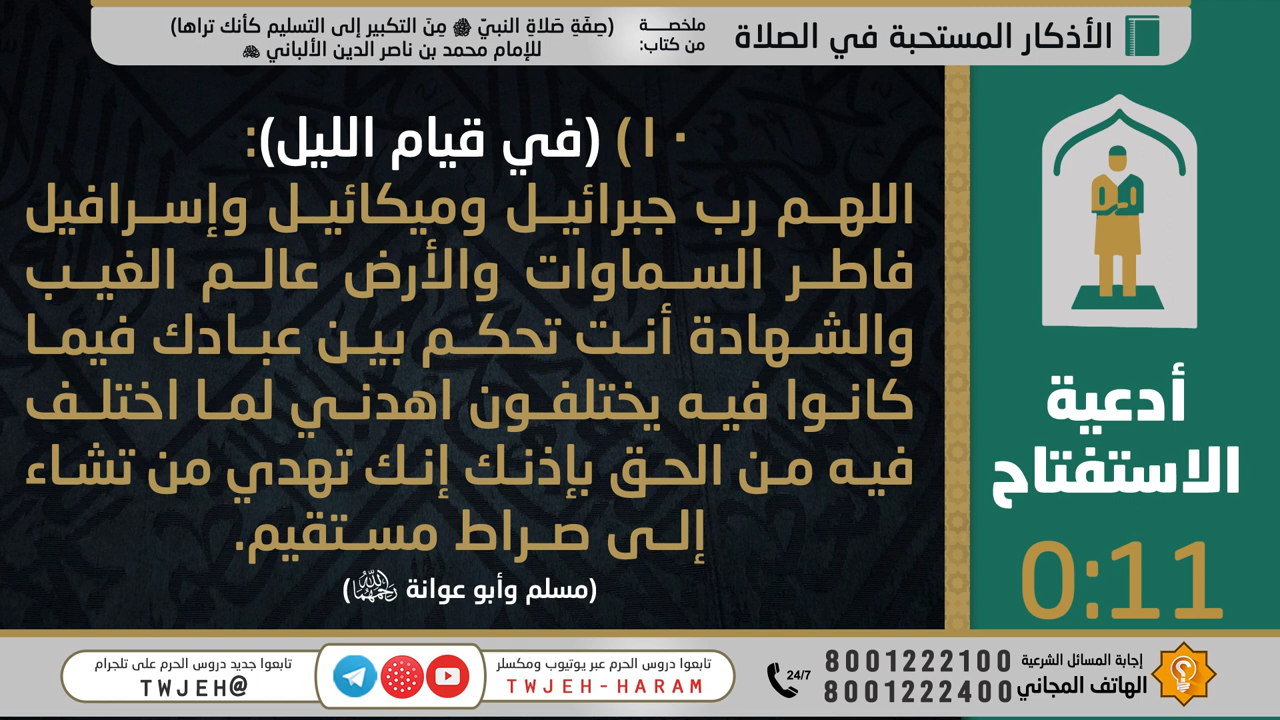 الأذكار المستحبة في الصلاة
ملخصة
من كتاب:
(صِفَةِ صَلاةِ النبيّ ﷺ مِنَ التكبير إلى التسليم كأنك تراها)
للإمام محمد بن ناصر الدين الألباني
١٠) (في قيام الليل):
اللهم رب جبرائيل وميكائيل وإسرافيل
فاطر السماوات والأرض عالم الغيب
والشهادة أنت تحكم بين عبادك فيما
كانوا فيه يختلفون اهدني لما اختلف
فيه من الحق بإذنك إنك تهدي من تشاء
إلى صراط مستقيم.
(مسلم وأبو عوانة رحمهما الله)
أدعية
الاستفتاح
0:11
إجابة المسائل الشرعية
الهاتف المجاني
8001222100
8001222400
24/7
تابعوا دروس الحرم عبر يوتيوب ومكسلر
TWJEH-HARAM
تابعوا جديد دروس الحرم على تلجرام
TWJEH@